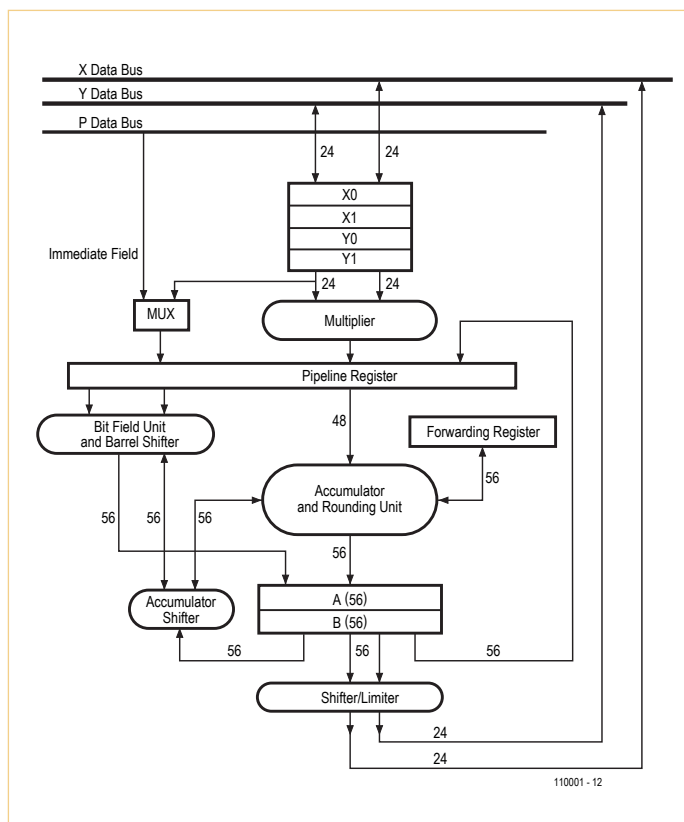 X Data Bus
Y Data Bus
P Data Bus
24
24
X0
X1
Y0
Y1
Immediate Field
24
24
MUX
Multiplier
Pipeline Register
Bit Field Unit
and Barrel Shifter
48
Forwarding Register
56
Accumulator
and Rounding Unit
56
56
56
56
Accumulator
Shifter
A (56)
B (56)
56
56
56
Shifter/Limiter
24
24
110001 - 12